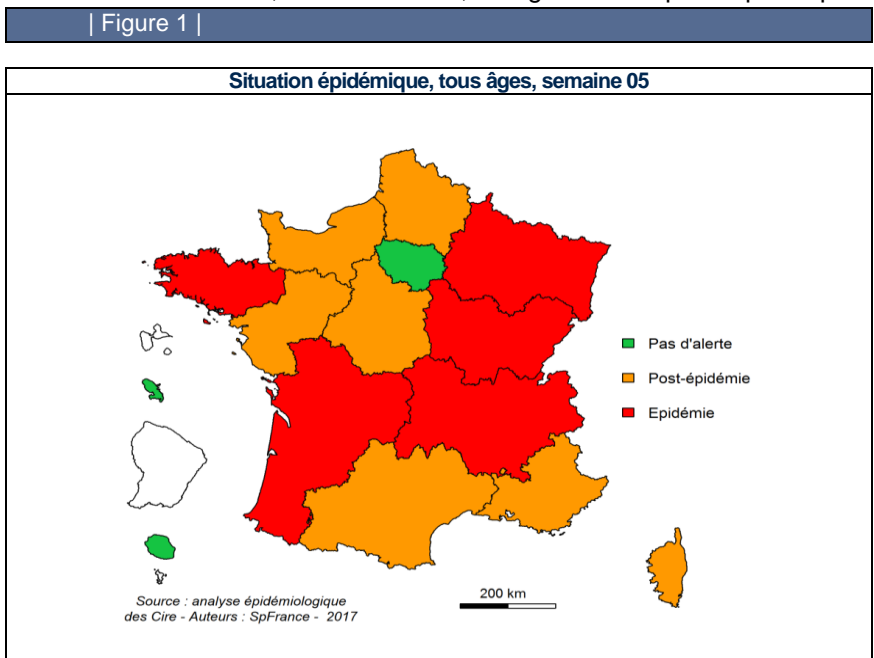 | Figure 1 |
Situation épidémique, tous âges, semaine 05
Pas d'alerte
Post-épidémie
Epidémie
200 km
Source : analyse épidémiologique
des Cire - Auteurs : SpFrance - 2017